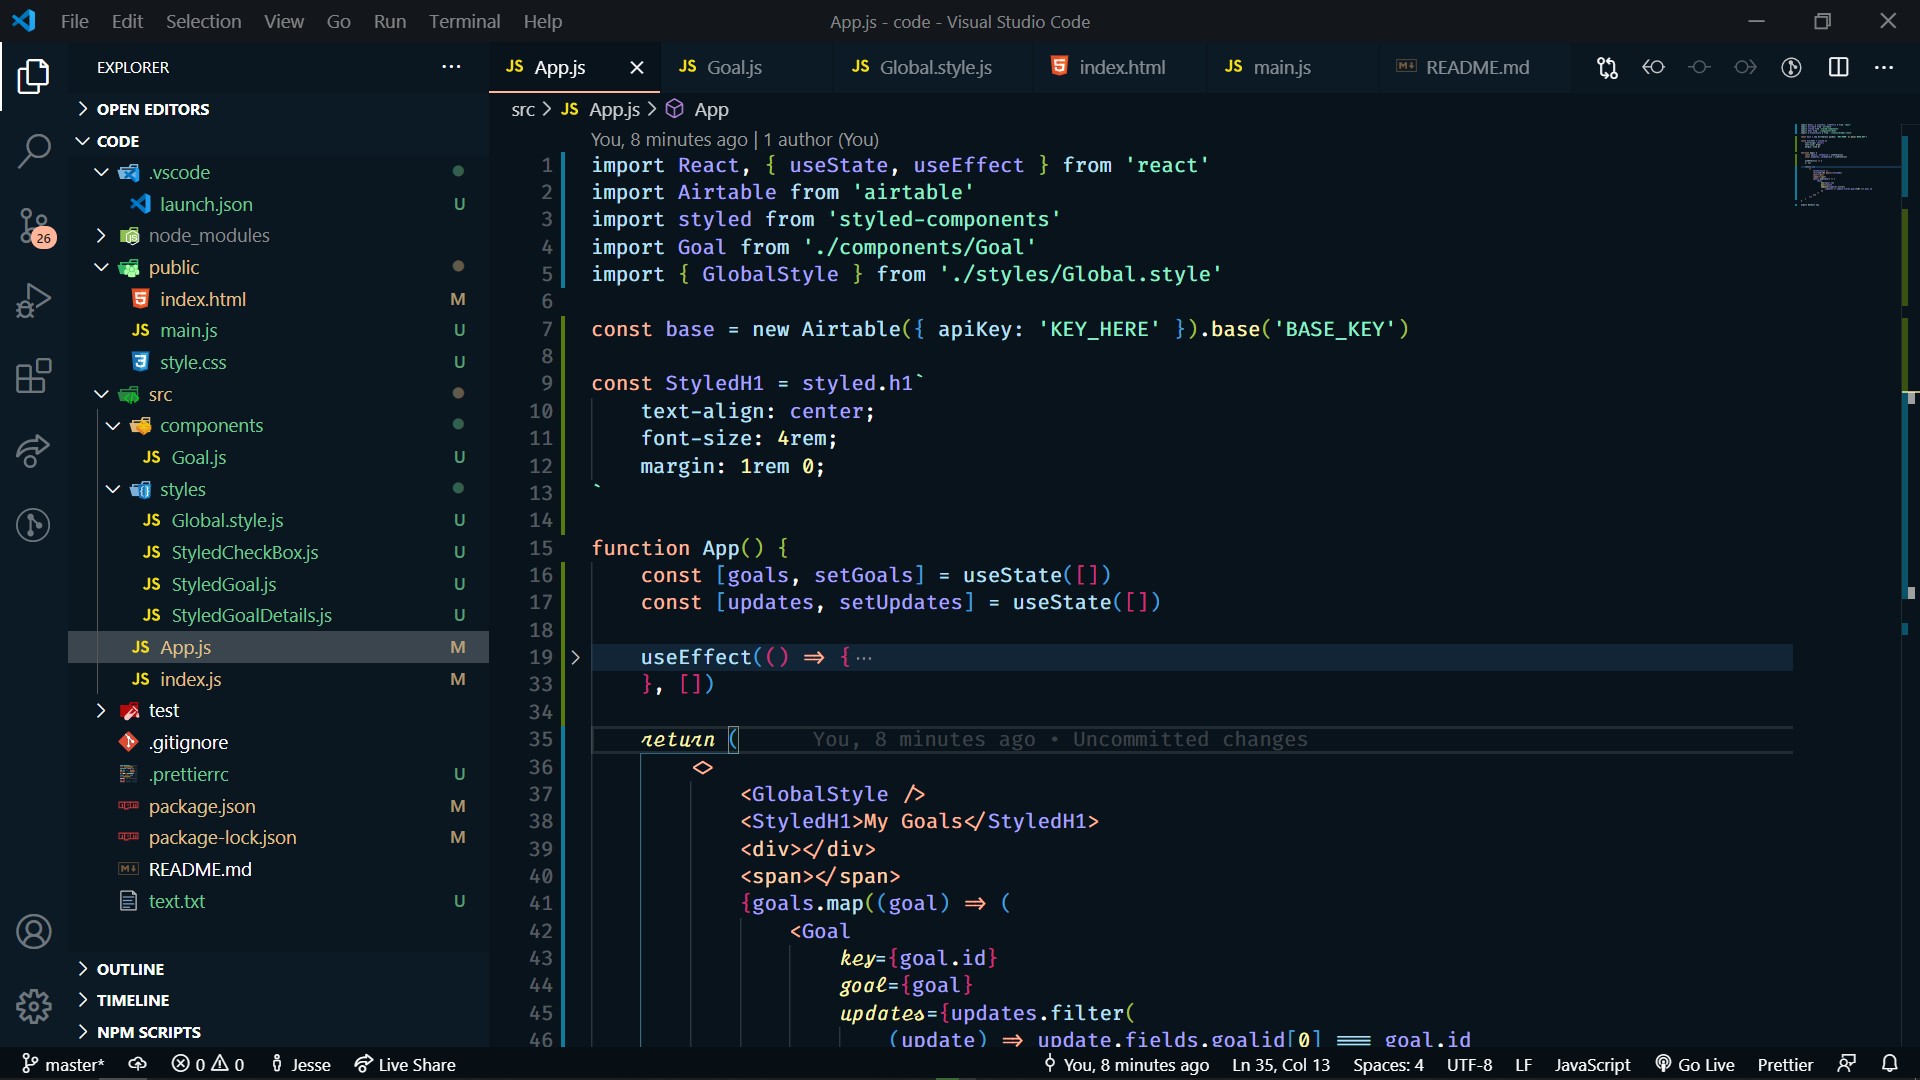 File Edit Selection View Go Run Terminal Help
App.js - code - Visual Studio Code
EXPLORER
OPEN EDITORS
CODE
.vscode
launch.json U
node_modules
public
index.html M
main.js U
style.css U
src
components
JS Goal.js U
styles
JS Global.style.js U
JS StyledCheckBox.js U
JS StyledGoal.js U
JS StyledGoalDetails.js U
JS App.js M
JS index.js M
test
.gitignore
.prettierrc U
package.json M
package-lock.json M
README.md
text.txt U
OUTLINE
TIMELINE
NPM SCRIPTS
26
JS App.js JS Goal.js JS Global.style.js index.html JS main.js README.md
src > JS App.js > App
You, 8 minutes ago | 1 author (You)
1 import React, { useState, useEffect } from 'react'
2 import Airtable from 'airtable'
3 import styled from 'styled-components'
4 import Goal from './components/Goal'
5 import { GlobalStyle } from './styles/Global.style'
6
7 const base = new Airtable({ apiKey: 'KEY_HERE' }).base('BASE_KEY')
8
9 const StyledH1 = styled.h1`
10 text-align: center;
11 font-size: 4rem;
12 margin: 1rem 0;
13 `
14
15 function App() {
16 const [goals, setGoals] = useState([])
17 const [updates, setUpdates] = useState([])
18
19 useEffect(() => { ...
33 }, [])
34
35 return ( You, 8 minutes ago • Uncommitted changes
36 <>
37 <GlobalStyle />
38 <StyledH1>My Goals</StyledH1>
39 <div></div>
40 <span></span>
41 {goals.map((goal) => (
42 <Goal
43 key={goal.id}
44 goal={goal}
45 updates={updates.filter(
46 (update) => update.fields.goalid[0] === goal.id
master* 0 0 Jesse Live Share You, 8 minutes ago Ln 35, Col 13 Spaces: 4 UTF-8 LF JavaScript Go Live Prettier